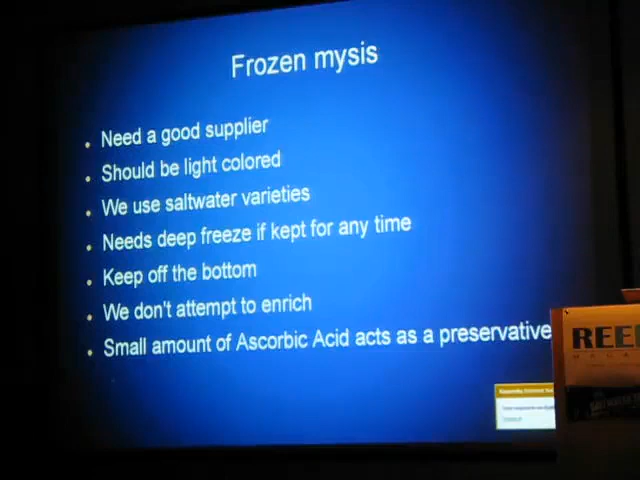 Frozen mysis
• Need a good supplier
• Should be light colored
• We use saltwater varieties
• Needs deep freeze if kept for any time
• Keep off the bottom
• We don't attempt to enrich
• Small amount of Ascorbic Acid acts as a preservative
REE